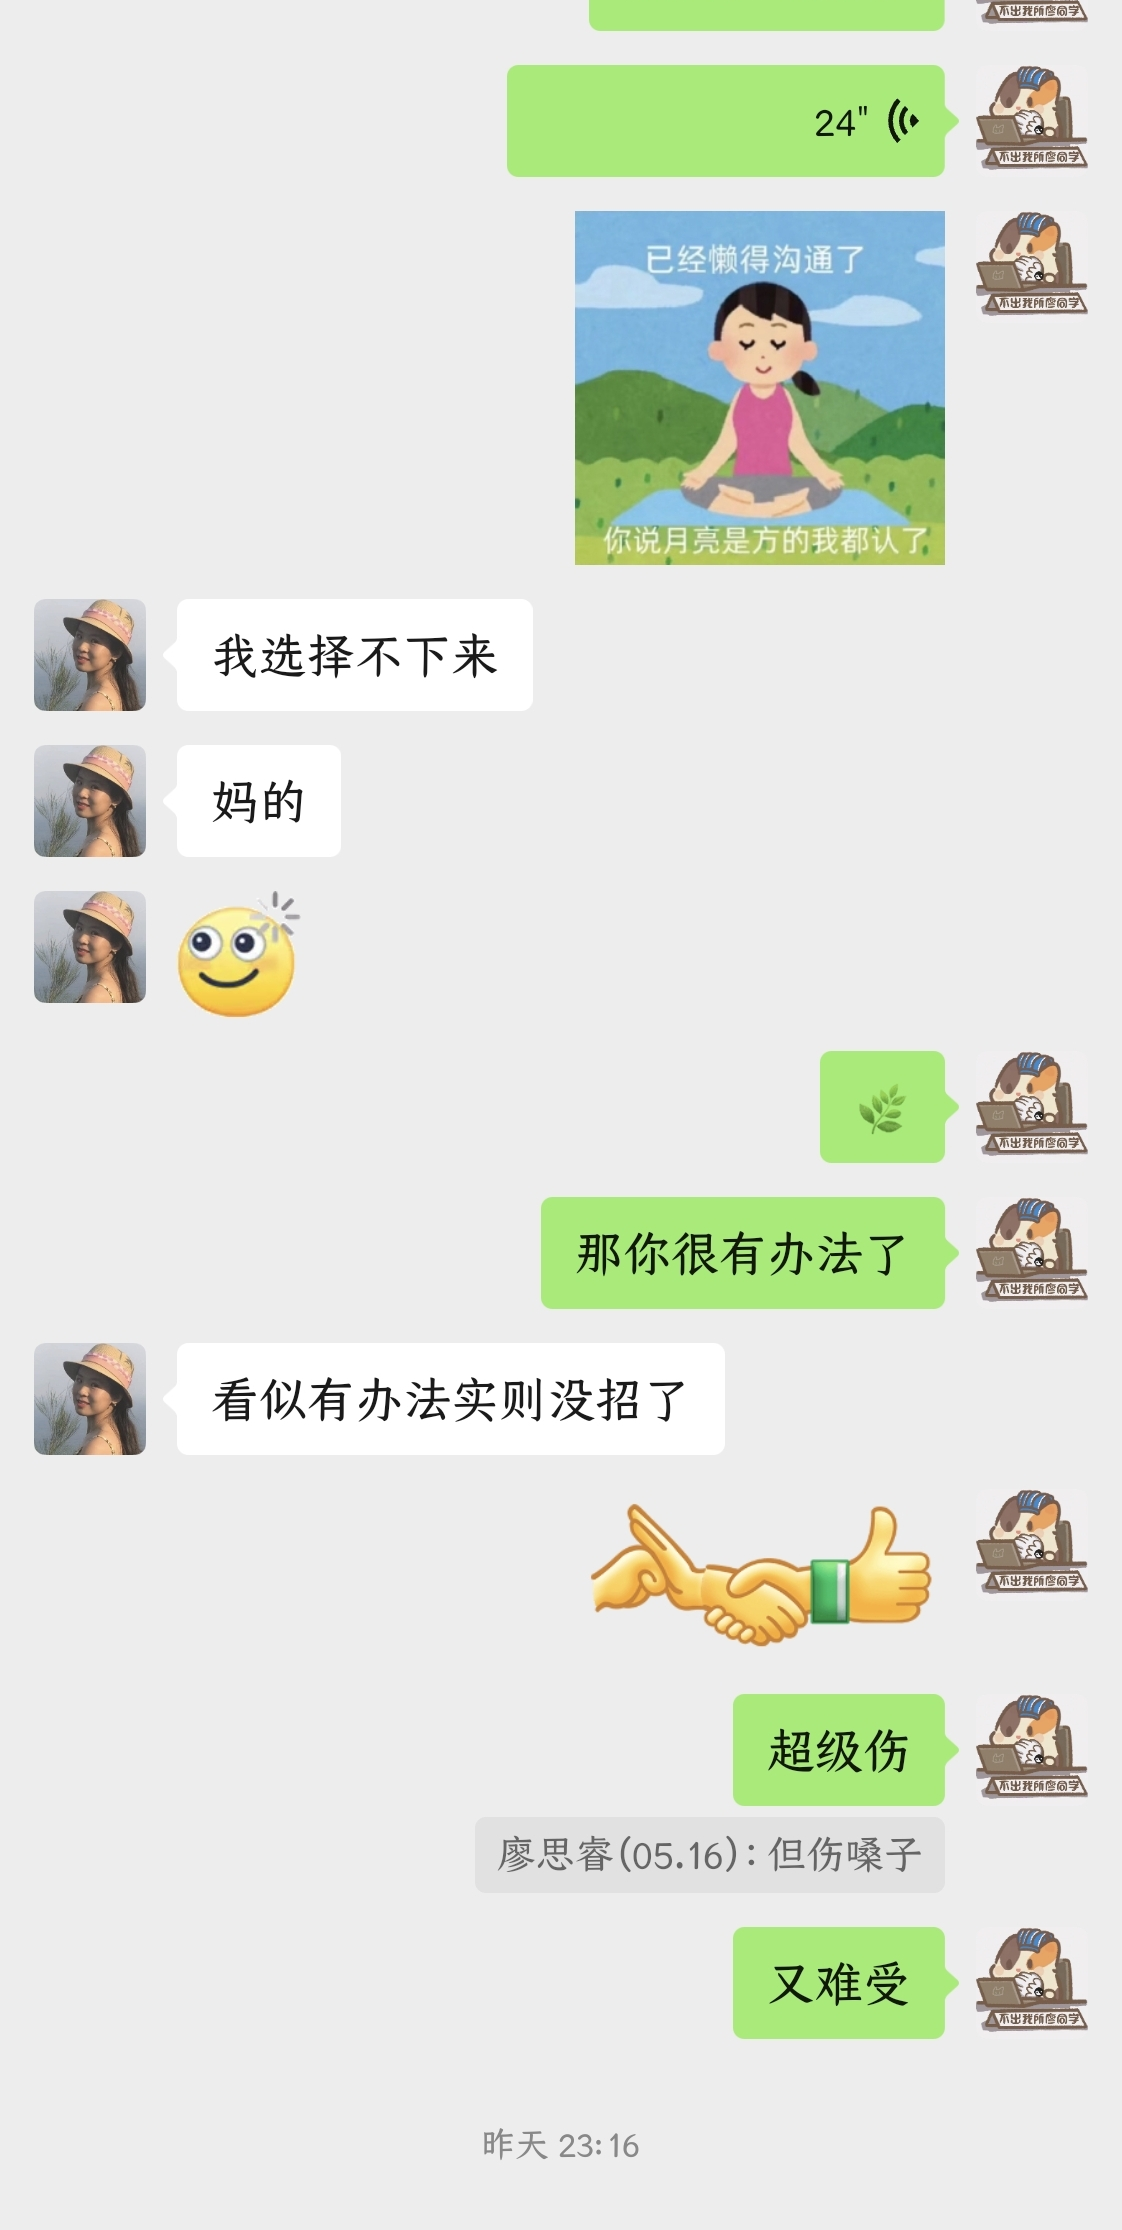 不出我所廖同学
24"
不出我所廖同学
已经懒得沟通了
不出我所廖同学
你说月亮是方的我都认了
我选择不下来
妈的
🌿
不出我所廖同学
那你很有办法了
不出我所廖同学
看似有办法实则没招了
不出我所廖同学
超级伤
不出我所廖同学
廖思睿(05.16)：但伤嗓子
又难受
不出我所廖同学
昨天 23:16